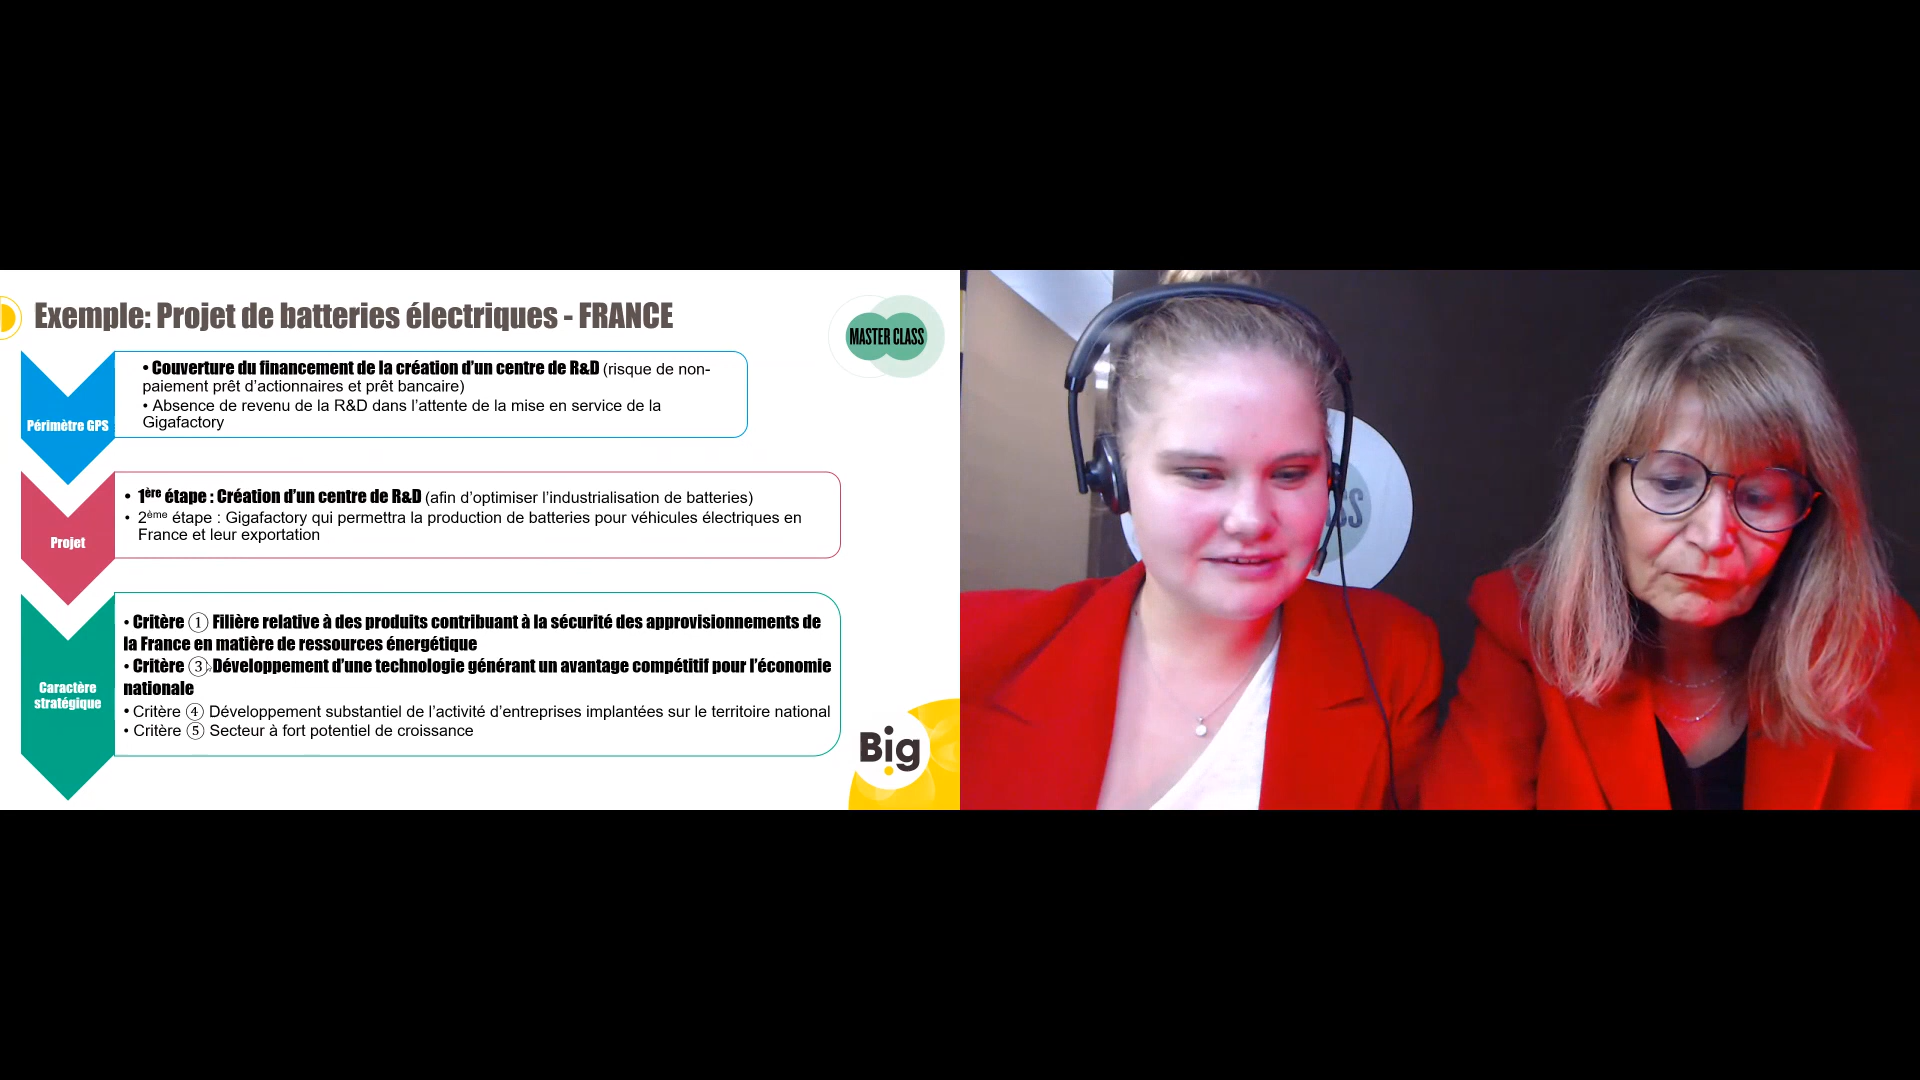 Exemple: Projet de batteries électriques - FRANCE
MASTER CLASS
Périmètre GPS
• Couverture du financement de la création d’un centre de R&D (risque de non-
paiement prêt d’actionnaires et prêt bancaire)
• Absence de revenu de la R&D dans l’attente de la mise en service de la
Gigafactory
Projet
• 1ère étape : Création d’un centre de R&D (afin d’optimiser l’industrialisation de batteries)
• 2ème étape : Gigafactory qui permettra la production de batteries pour véhicules électriques en
France et leur exportation
Caractère
stratégique
• Critère ① Filière relative à des produits contribuant à la sécurité des approvisionnements de
la France en matière de ressources énergétique
• Critère ③ Développement d’une technologie générant un avantage compétitif pour l’économie
nationale
• Critère ④ Développement substantiel de l’activité d’entreprises implantées sur le territoire national
• Critère ⑤ Secteur à fort potentiel de croissance
Big